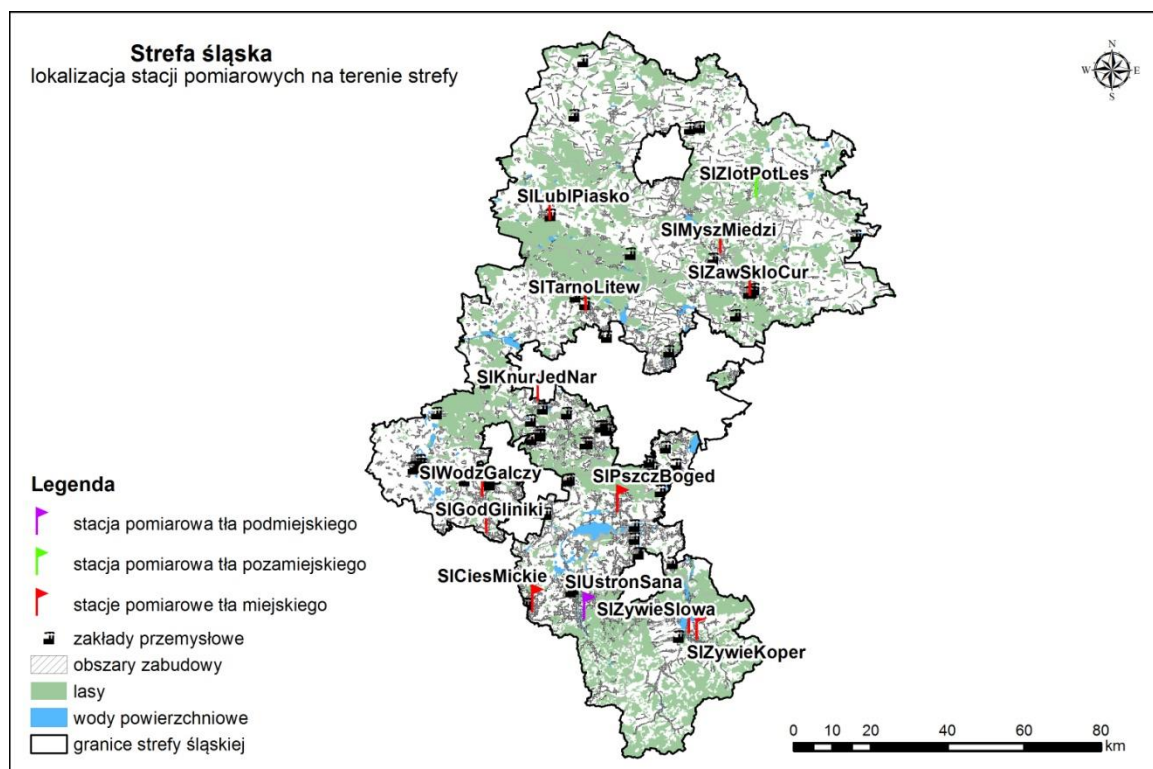 Strefa śląska
lokalizacja stacji pomiarowych na terenie strefy
N
W E
S
SlZlotPotLes
SlLublPiasko
SlMyszMiedzi
SlZawSkloCur
SlTarnoLitew
SlKnurJedNar
SlWodzGalczy
SlPszczBoged
SlGodGliniki
SlCiesMickie
SlUstronSana
SlZywieSlowa
SlZywieKoper
Legenda
stacja pomiarowa tła podmiejskiego
stacja pomiarowa tła pozamiejskiego
stacje pomiarowe tła miejskiego
zakłady przemysłowe
obszary zabudowy
lasy
wody powierzchniowe
granice strefy śląskiej
0 10 20 40 60 80
km